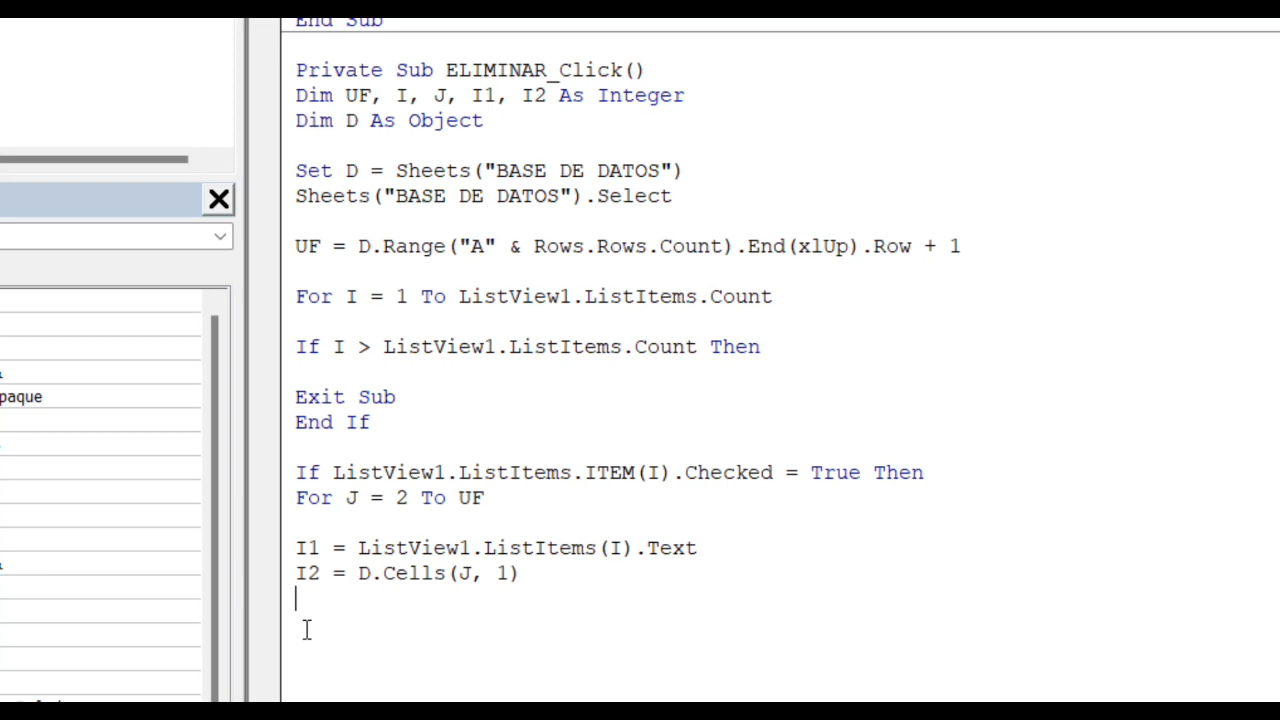 End Sub
Private Sub ELIMINAR_Click()
Dim UF, I, J, I1, I2 As Integer
Dim D As Object
Set D = Sheets("BASE DE DATOS")
Sheets("BASE DE DATOS").Select
UF = D.Range("A" & Rows.Rows.Count).End(xlUp).Row + 1
For I = 1 To ListView1.ListItems.Count
If I > ListView1.ListItems.Count Then
Exit Sub
End If
paque
If ListView1.ListItems.ITEM(I).Checked = True Then
For J = 2 To UF
I1 = ListView1.ListItems(I).Text
I2 = D.Cells(J, 1)